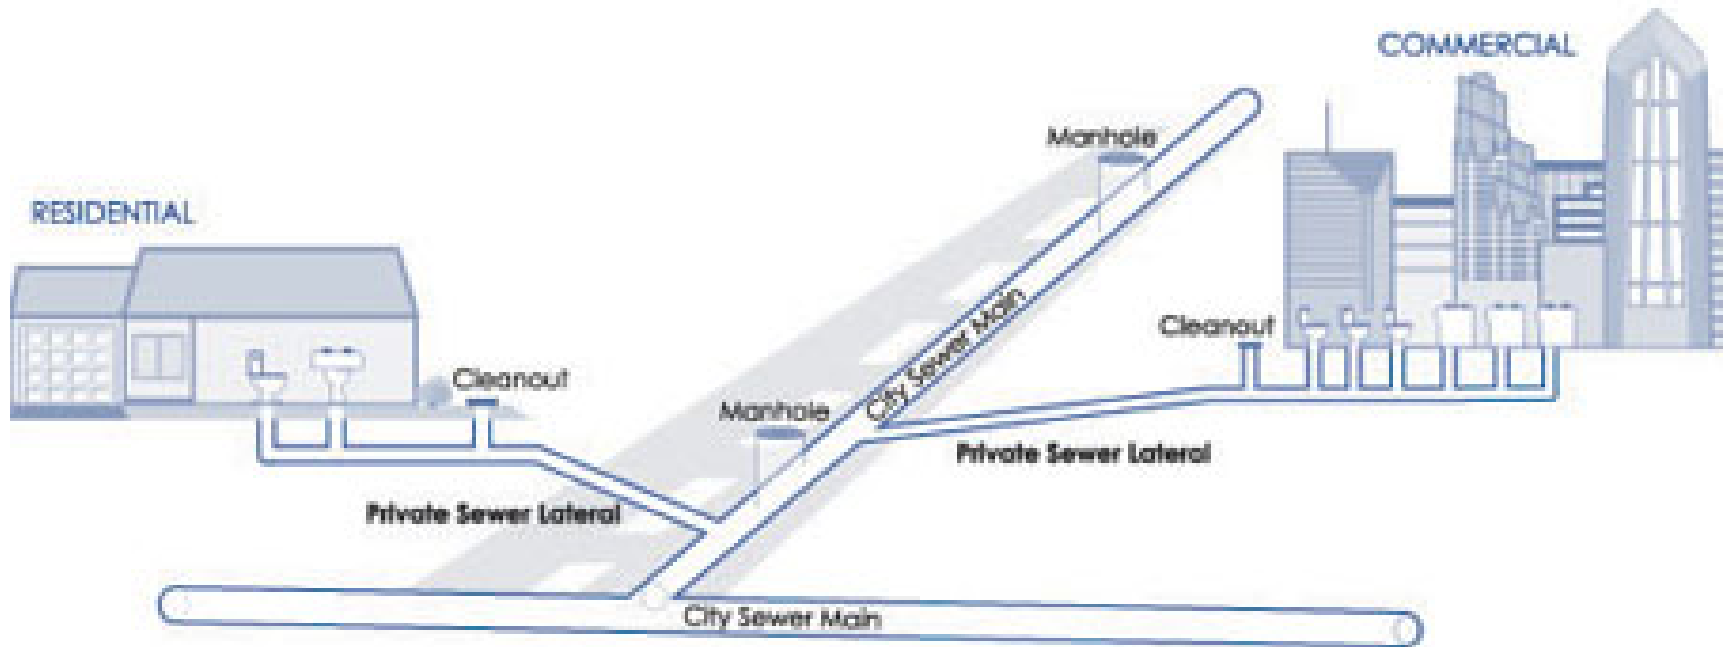 COMMERCIAL
Manhole
RESIDENTIAL
City Sewer Main
Cleanout
Cleanout
Manhole
Private Sewer Lateral
Private Sewer Lateral
City Sewer Main